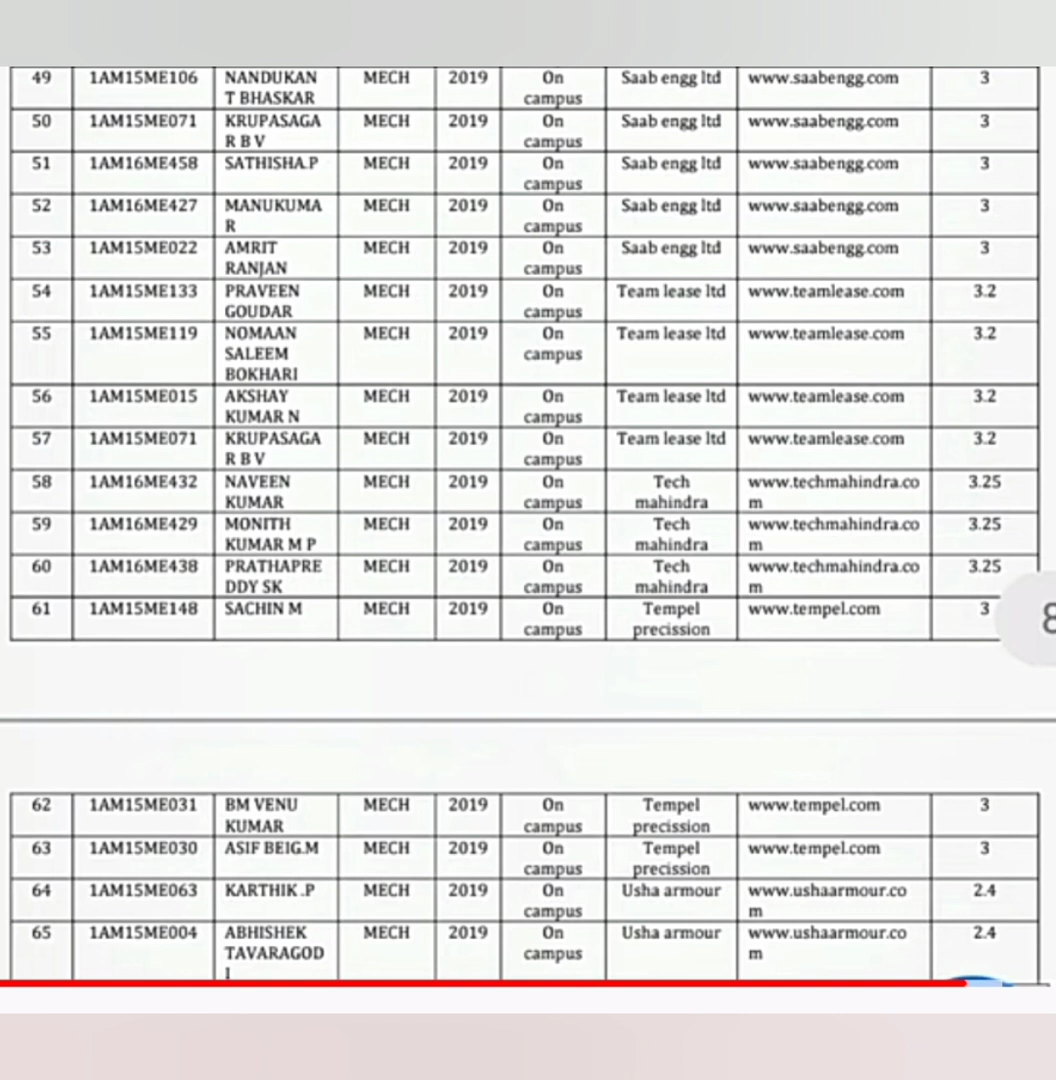 49 1AM15ME106 NANDUKAN MECH 2019 On Saab engg ltd www.saabengg.com 3
T BHASKAR campus
50 1AM15ME071 KRUPASAGA MECH 2019 On Saab engg ltd www.saabengg.com 3
R B V campus
51 1AM16ME458 SATHISHA.P MECH 2019 On Saab engg ltd www.saabengg.com 3
campus
52 1AM16ME427 MANUKUMA MECH 2019 On Saab engg ltd www.saabengg.com 3
R campus
53 1AM15ME022 AMRIT MECH 2019 On Saab engg ltd www.saabengg.com 3
RANJAN campus
54 1AM15ME133 PRAVEEN MECH 2019 On Team lease ltd www.teamlease.com 3.2
GOUDAR campus
55 1AM15ME119 NOMAAN MECH 2019 On Team lease ltd www.teamlease.com 3.2
SALEEM campus
BOKHARI
56 1AM15ME015 AKSHAY MECH 2019 On Team lease ltd www.teamlease.com 3.2
KUMAR N campus
57 1AM15ME071 KRUPASAGA MECH 2019 On Team lease ltd www.teamlease.com 3.2
R B V campus
58 1AM16ME432 NAVEEN MECH 2019 On Tech www.techmahindra.co 3.25
KUMAR campus mahindra m
59 1AM16ME429 MONITH MECH 2019 On Tech www.techmahindra.co 3.25
KUMAR M P campus mahindra m
60 1AM16ME438 PRATHAPRE MECH 2019 On Tech www.techmahindra.co 3.25
DDY SK campus mahindra m
61 1AM15ME148 SACHIN M MECH 2019 On Tempel www.tempel.com 3
campus precission
8
62 1AM15ME031 BM VENU MECH 2019 On Tempel www.tempel.com 3
KUMAR campus precission
63 1AM15ME030 ASIF BEIG.M MECH 2019 On Tempel www.tempel.com 3
campus precission
64 1AM15ME063 KARTHIK .P MECH 2019 On Usha armour www.ushaarmour.co 2.4
campus m
65 1AM15ME004 ABHISHEK MECH 2019 On Usha armour www.ushaarmour.co 2.4
TAVARAGOD campus m
I